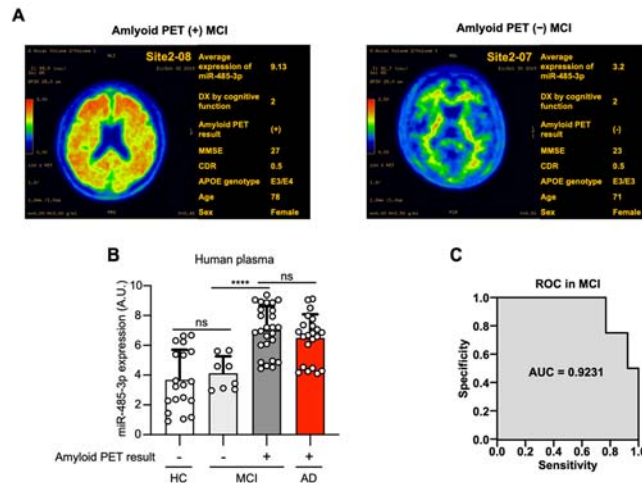 A
Amlyoid PET (+) MCI
Site2-08
Average expression of miR-485-3p 9.13
DX by cognitive function 2
Amyloid PET result (+)
MMSE 27
CDR 0.5
APOE genotype E3/E4
Age 78
Sex Female
Amlyoid PET (−) MCI
Site2-07
Average expression of miR-485-3p 3.2
DX by cognitive function 2
Amyloid PET result (-)
MMSE 23
CDR 0.5
APOE genotype E3/E3
Age 71
Sex Female
B
Human plasma
miR-485-3p expression (A.U.)
10
8
6
4
2
0
ns
****
ns
Amyloid PET result - - + +
HC MCI AD
C
ROC in MCI
Specificity
1.0
0.8
0.6
0.4
0.2
0.0
AUC = 0.9231
0.0 0.2 0.4 0.6 0.8 1.0
Sensitivity